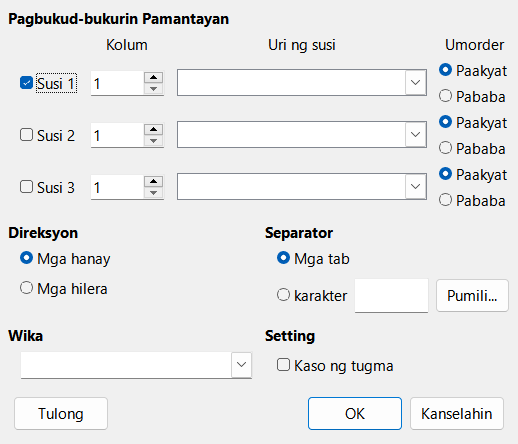 Pagbukud-bukurin Pamantayan
Kolum Uri ng susi Umorder
Susi 1 1 Paakyat
Pababa
Susi 2 1 Paakyat
Pababa
Susi 3 1 Paakyat
Pababa
Direksyon Separator
Mga hanay Mga tab
Mga hilera karakter Pumili...
Wika Setting
Kaso ng tugma
Tulong OK Kanselahin